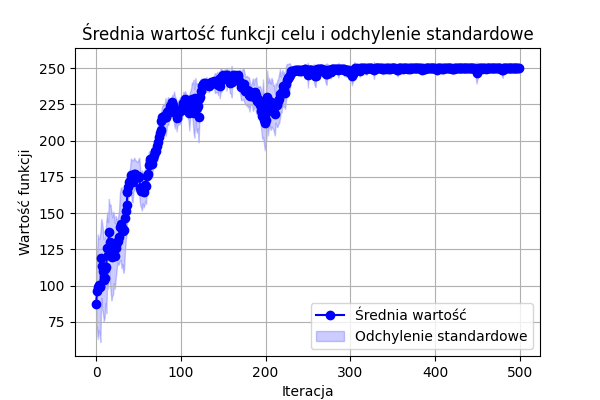 Średnia wartość funkcji celu i odchylenie standardowe
Wartość funkcji
250
225
200
175
150
125
100
75
0 100 200 300 400 500
Iteracja
Średnia wartość
Odchylenie standardowe